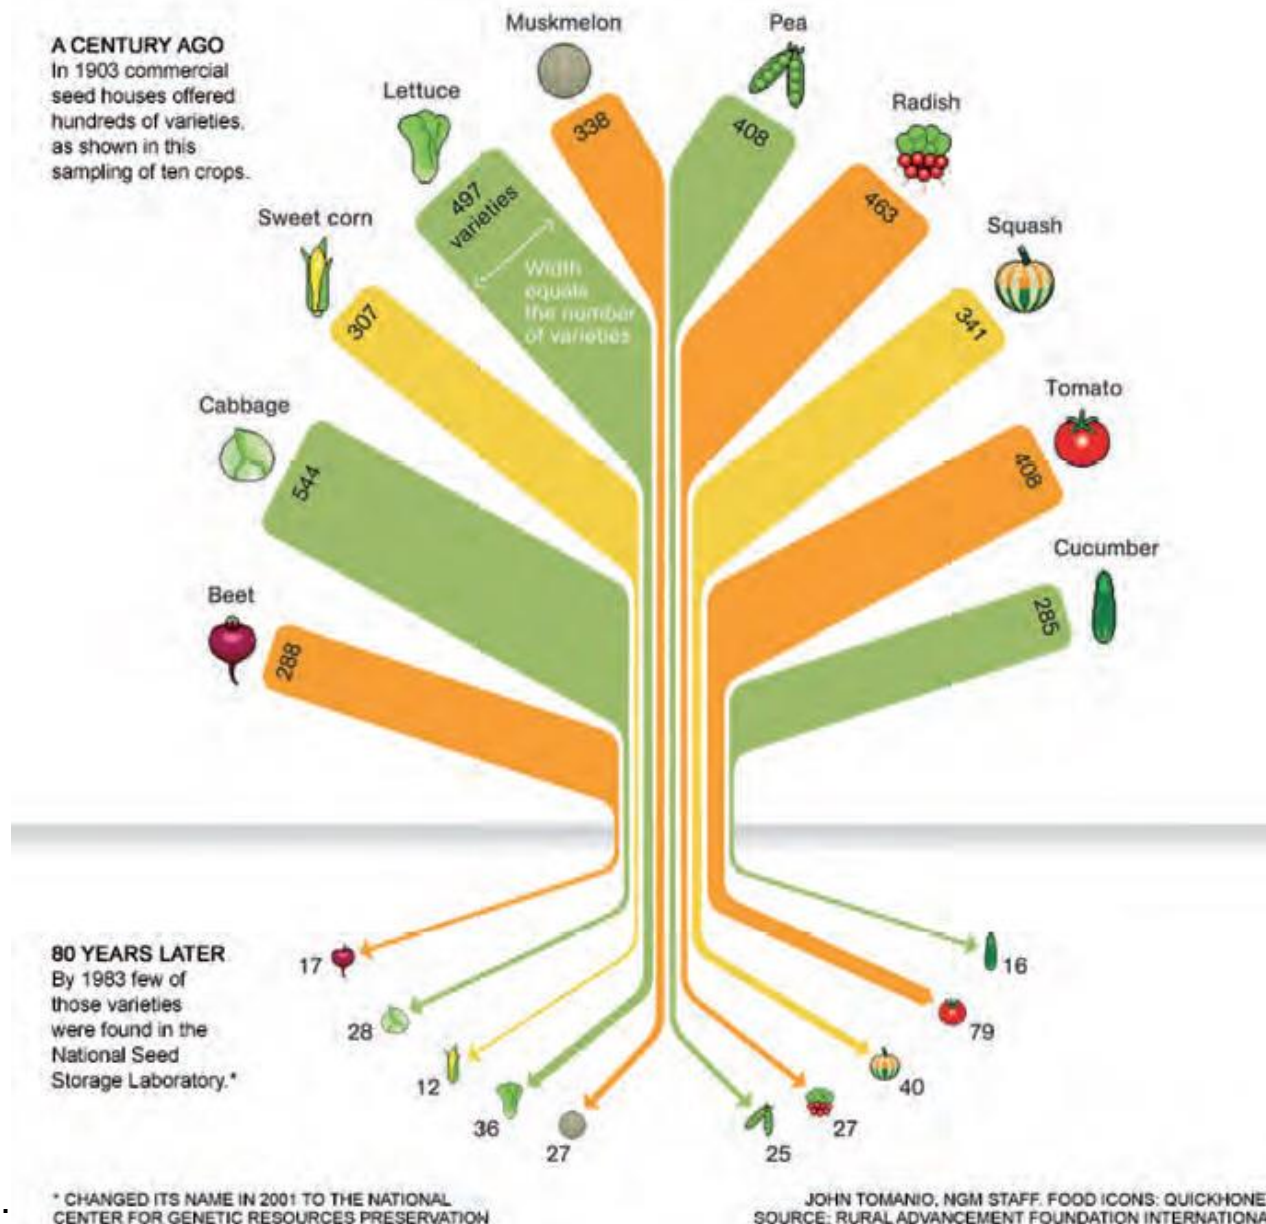 A CENTURY AGO
In 1903 commercial
seed houses offered
hundreds of varieties,
as shown in this
sampling of ten crops.
Muskmelon
338
Pea
408
Lettuce
497
varieties
Width
equals
the number
of varieties
Radish
463
Sweet corn
307
Squash
341
Cabbage
544
Tomato
408
Beet
288
Cucumber
285
80 YEARS LATER
By 1983 few of
those varieties
were found in the
National Seed
Storage Laboratory.*
17
28
12
36
27
25
27
40
79
16
* CHANGED ITS NAME IN 2001 TO THE NATIONAL
CENTER FOR GENETIC RESOURCES PRESERVATION
JOHN TOMANIO, NGM STAFF. FOOD ICONS: QUICKHONE
SOURCE: RURAL ADVANCEMENT FOUNDATION INTERNATIONA
.